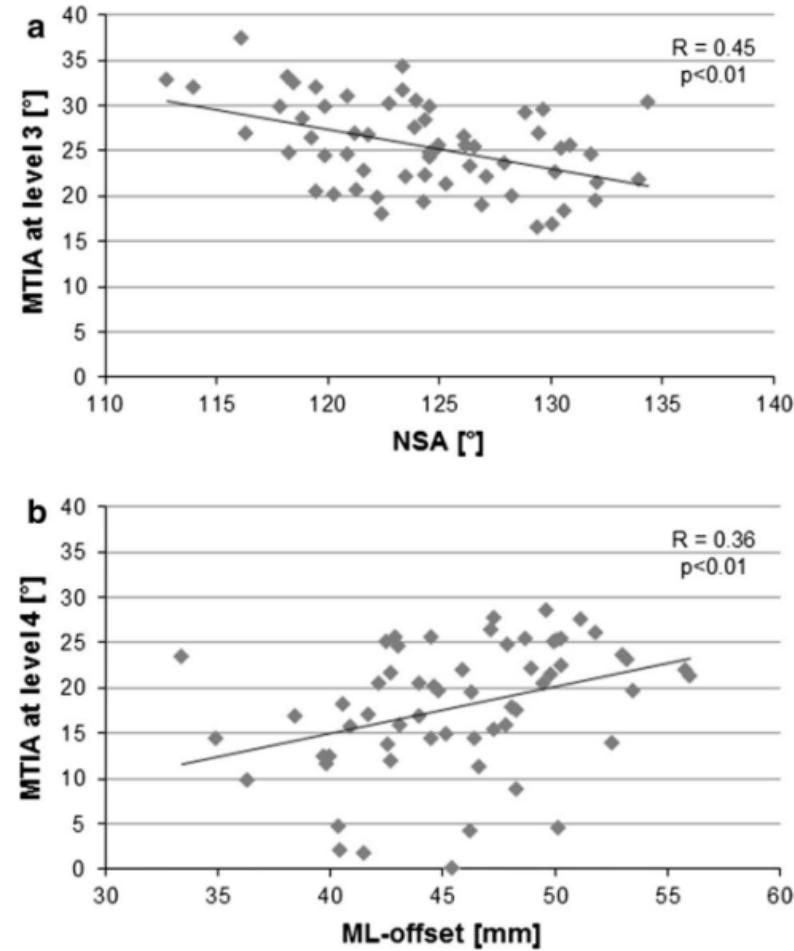 a
40
35
30
25
20
15
10
5
0
MTIA at level 3 [°]
R = 0.45
p<0.01
110 115 120 125 130 135 140
NSA [°]
b
40
35
30
25
20
15
10
5
0
MTIA at level 4 [°]
R = 0.36
p<0.01
30 35 40 45 50 55 60
ML-offset [mm]